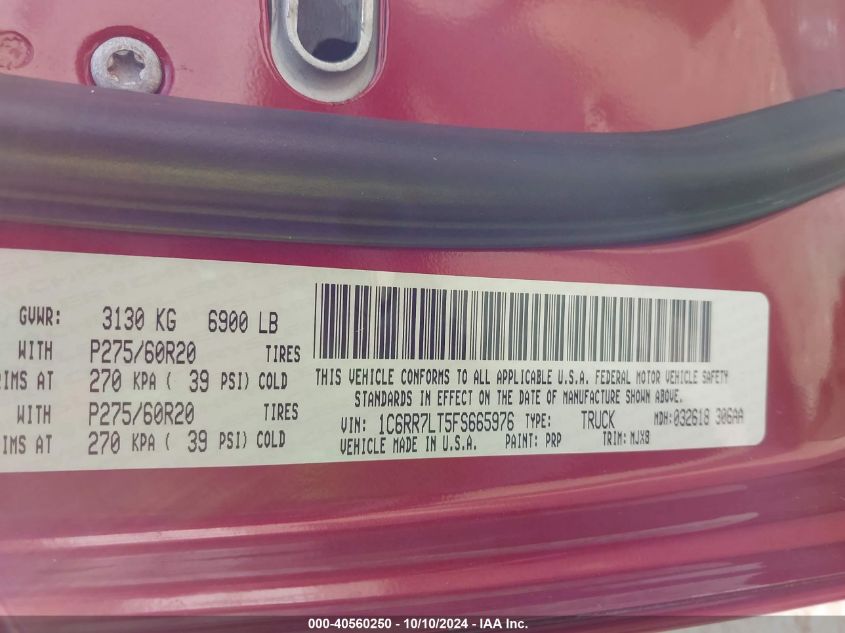 GVWR: 3130 KG 6900 LB
WITH P275/60R20 TIRES
RIMS AT 270 KPA ( 39 PSI) COLD
WITH P275/60R20
RIMS AT 270 KPA ( 39 PSI) COLD
THIS VEHICLE CONFORMS TO ALL APPLICABLE U.S.A. FEDERAL MOTOR VEHICLE SAFETY
STANDARDS IN EFFECT ON THE DATE OF MANUFACTURE SHOWN ABOVE.
VIN: 1C6RR7LT5FS665976 TYPE: TRUCK MDH:032618 306AA
VEHICLE MADE IN U.S.A. PAINT: PRP TRIM: MJX8
000-40560250 - 10/10/2024 - IAA Inc.